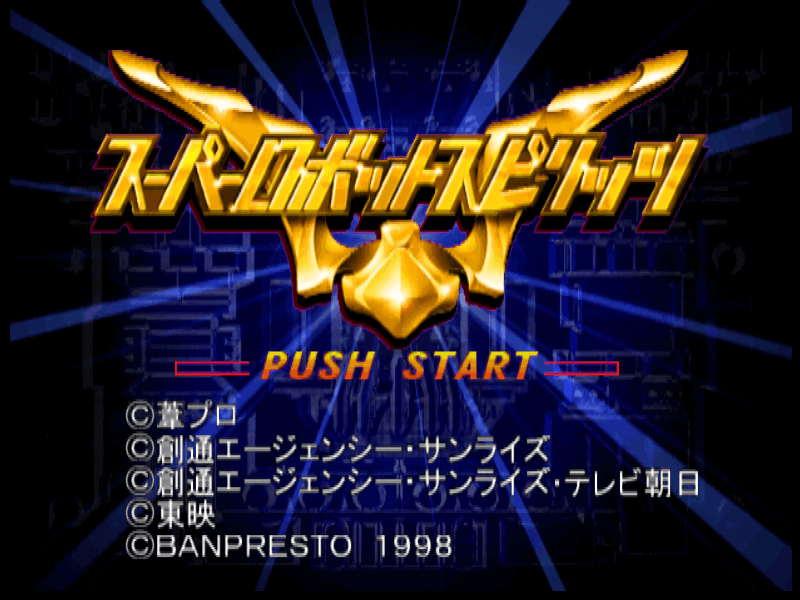 スーパーロボットスピリッツ
PUSH START
©葦プロ
©創通エージェンシー・サンライズ
©創通エージェンシー・サンライズ・テレビ朝日
©東映
©BANPRESTO 1998